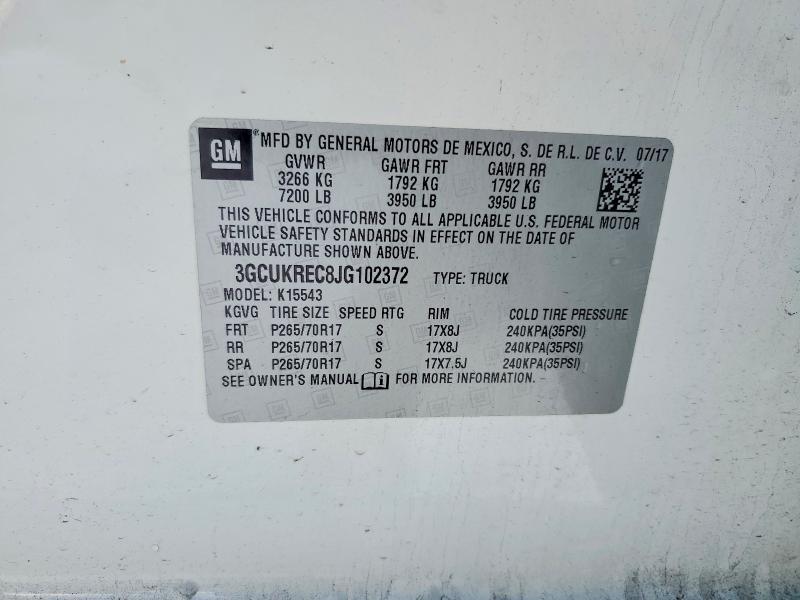 GM ® MFD BY GENERAL MOTORS DE MEXICO, S. DE R.L. DE C.V. 07/17
GVWR GAWR FRT GAWR RR
3266 KG 1792 KG 1792 KG
7200 LB 3950 LB 3950 LB
THIS VEHICLE CONFORMS TO ALL APPLICABLE U.S. FEDERAL MOTOR
VEHICLE SAFETY STANDARDS IN EFFECT ON THE DATE OF
MANUFACTURE SHOWN ABOVE.
3GCUKREC8JG102372 TYPE: TRUCK
MODEL: K15543
KGVG TIRE SIZE SPEED RTG RIM COLD TIRE PRESSURE
FRT P265/70R17 S 17X8J 240KPA(35PSI)
RR P265/70R17 S 17X8J 240KPA(35PSI)
SPA P265/70R17 S 17X7.5J 240KPA(35PSI)
SEE OWNER'S MANUAL FOR MORE INFORMATION.